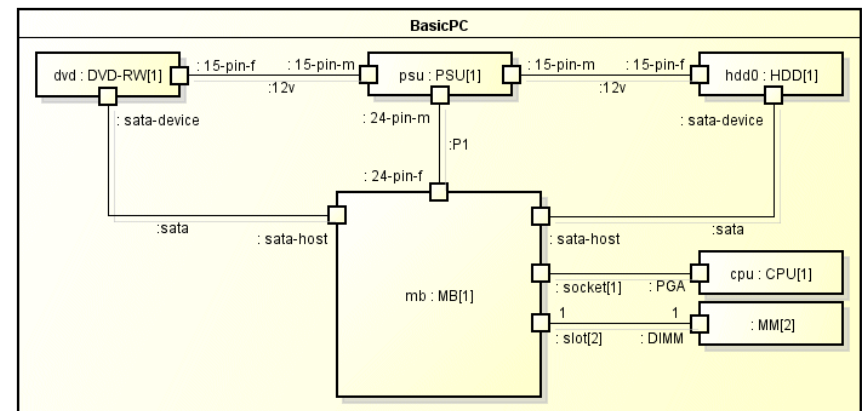 BasicPC
dvd : DVD-RW[1]
: 15-pin-f
: 15-pin-m
:12v
psu : PSU[1]
: 15-pin-m
: 15-pin-f
:12v
hdd0 : HDD[1]
: sata-device
: 24-pin-m
: sata-device
:P1
: 24-pin-f
:sata
: sata-host
mb : MB[1]
: sata-host
:sata
: socket[1]
: PGA
cpu : CPU[1]
1
1
: slot[2]
: DIMM
: MM[2]